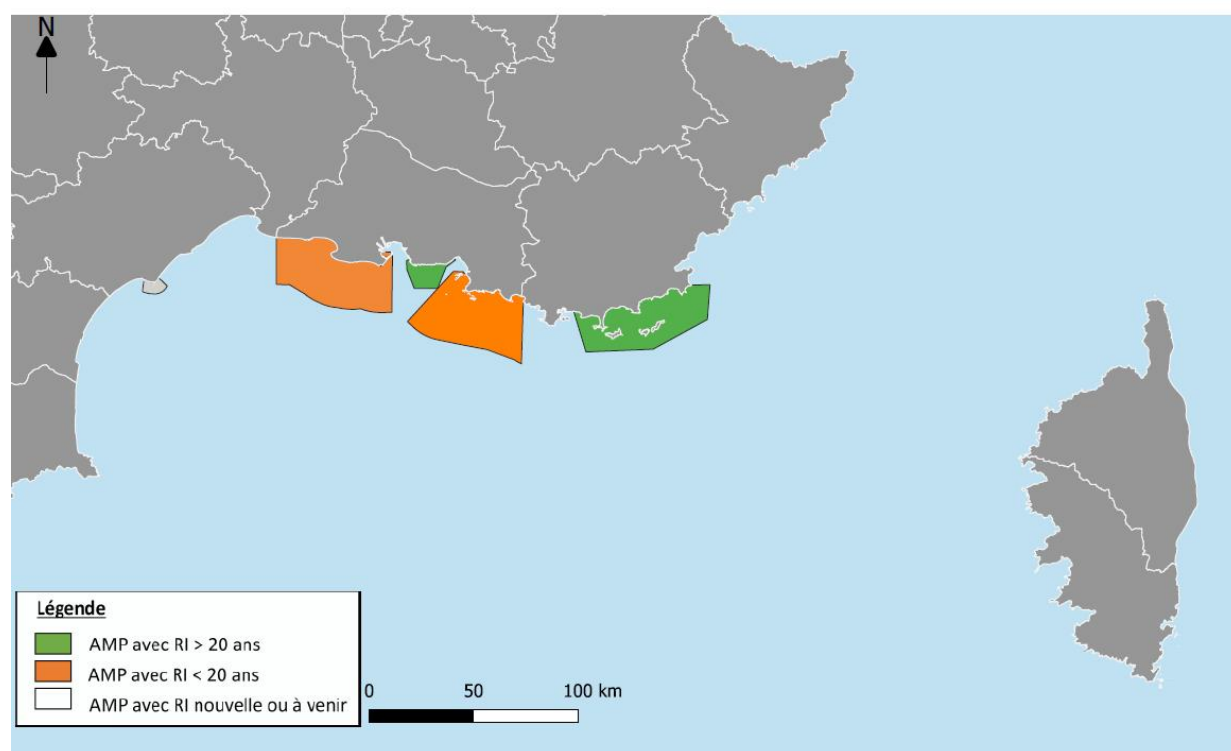 N
Légende
AMP avec RI > 20 ans
AMP avec RI < 20 ans
AMP avec RI nouvelle ou à venir
0 50 100 km